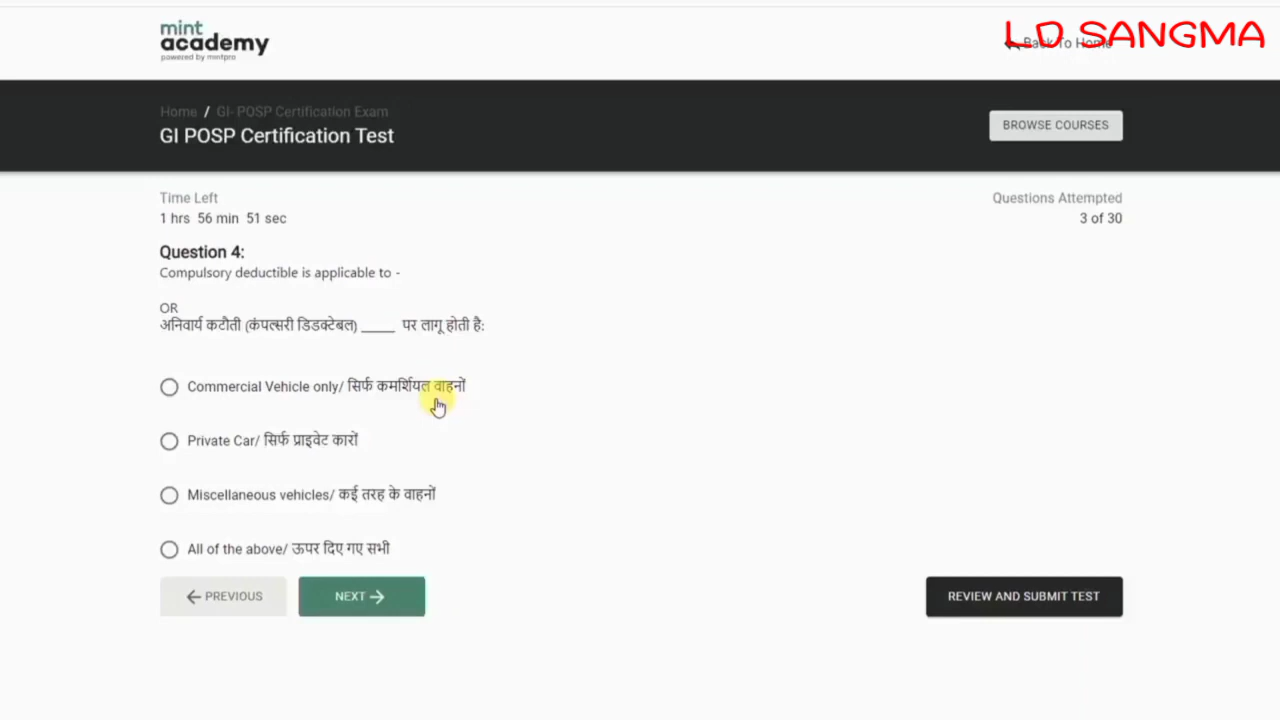 mint
academy
powered by mintpro
LD SANGMA
Back To Home
Home / GI- POSP Certification Exam
GI POSP Certification Test
BROWSE COURSES
Time Left
1 hrs 56 min 51 sec
Questions Attempted
3 of 30
Question 4:
Compulsory deductible is applicable to -
OR
अनिवार्य कटौती (कंपल्सरी डिडक्टेबल) _____ पर लागू होती है:
Commercial Vehicle only/ सिर्फ कमर्शियल वाहनों
Private Car/ सिर्फ प्राइवेट कारों
Miscellaneous vehicles/ कई तरह के वाहनों
All of the above/ ऊपर दिए गए सभी
PREVIOUS
NEXT
REVIEW AND SUBMIT TEST